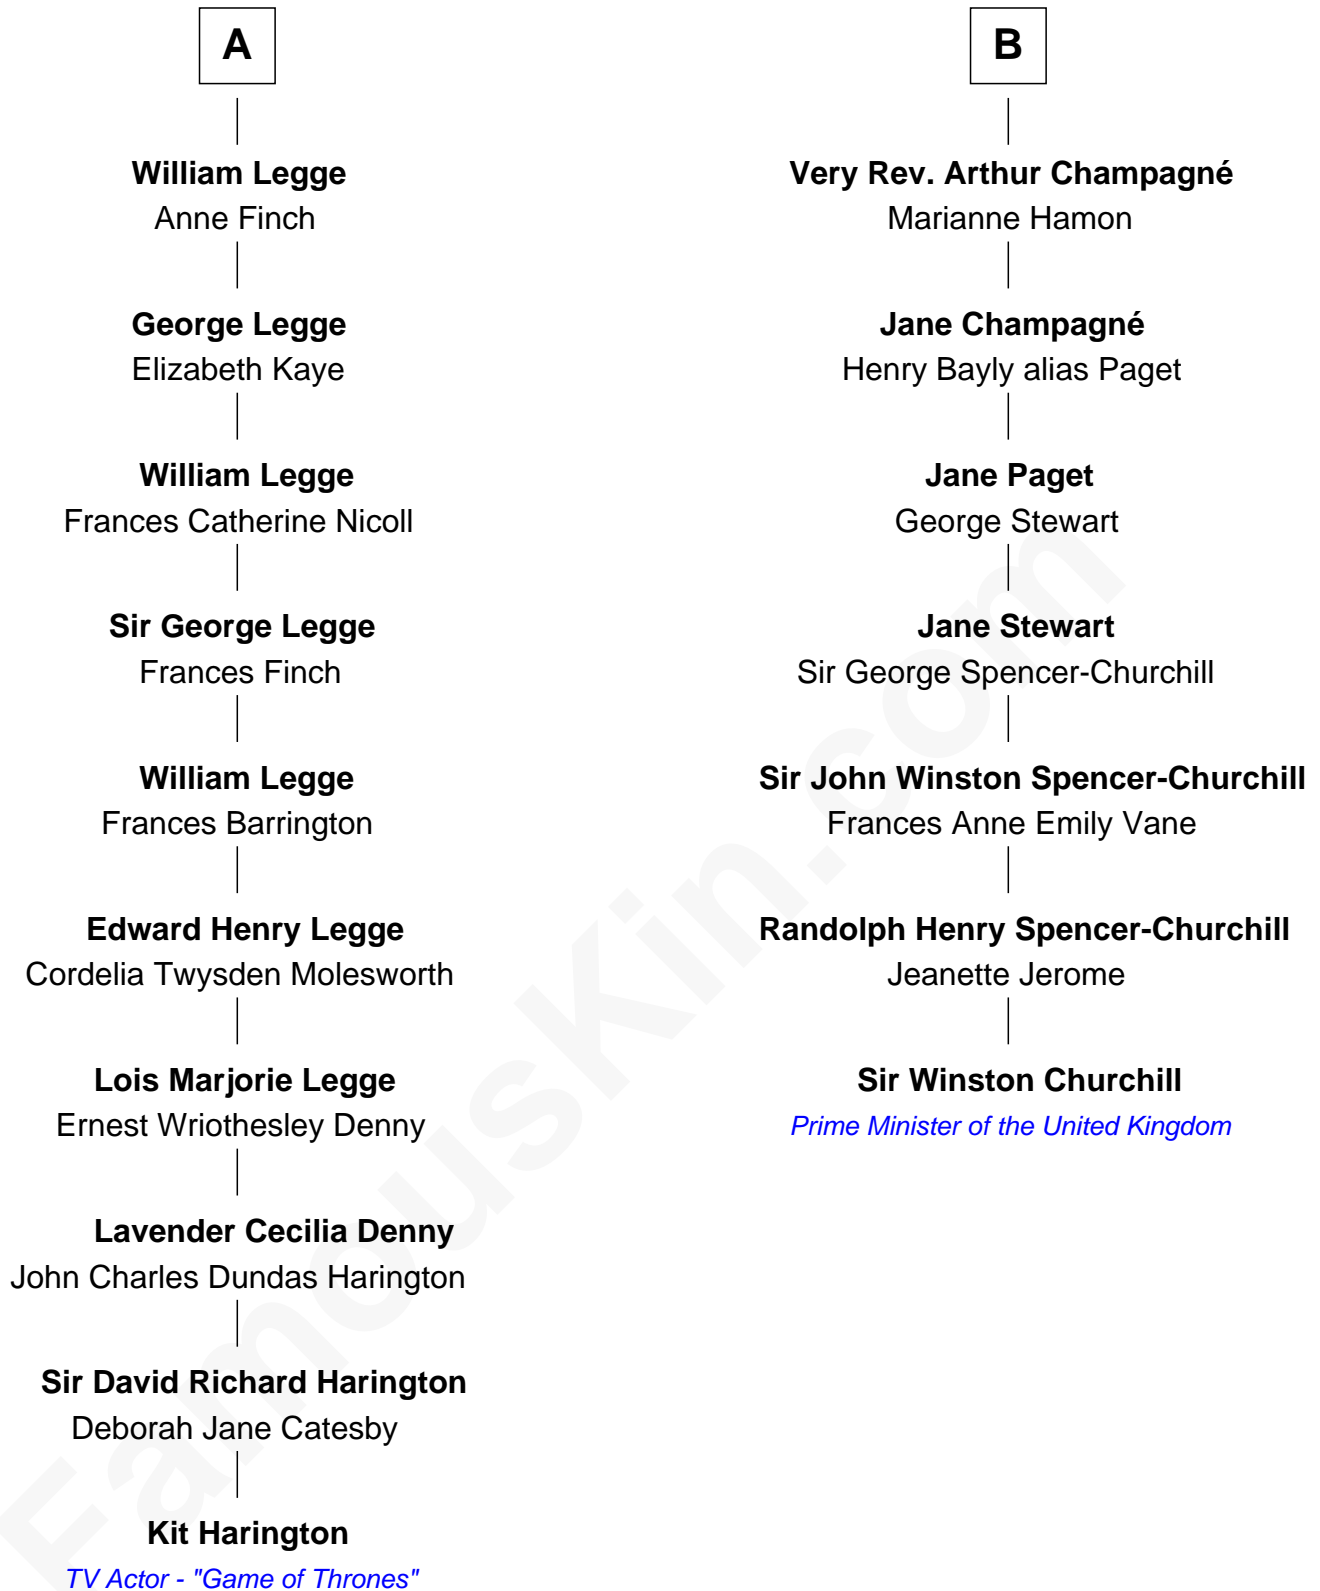 A
William Legge
Anne Finch
George Legge
Elizabeth Kaye
William Legge
Frances Catherine Nicoll
Sir George Legge
Frances Finch
William Legge
Frances Barrington
Edward Henry Legge
Cordelia Twysden Molesworth
Lois Marjorie Legge
Ernest Wriothesley Denny
Lavender Cecilia Denny
John Charles Dundas Harington
Sir David Richard Harington
Deborah Jane Catesby
Kit Harington
TV Actor - "Game of Thrones"
B
Very Rev. Arthur Champagné
Marianne Hamon
Jane Champagné
Henry Bayly alias Paget
Jane Paget
George Stewart
Jane Stewart
Sir George Spencer-Churchill
Sir John Winston Spencer-Churchill
Frances Anne Emily Vane
Randolph Henry Spencer-Churchill
Jeanette Jerome
Sir Winston Churchill
Prime Minister of the United Kingdom
FamousKin.com